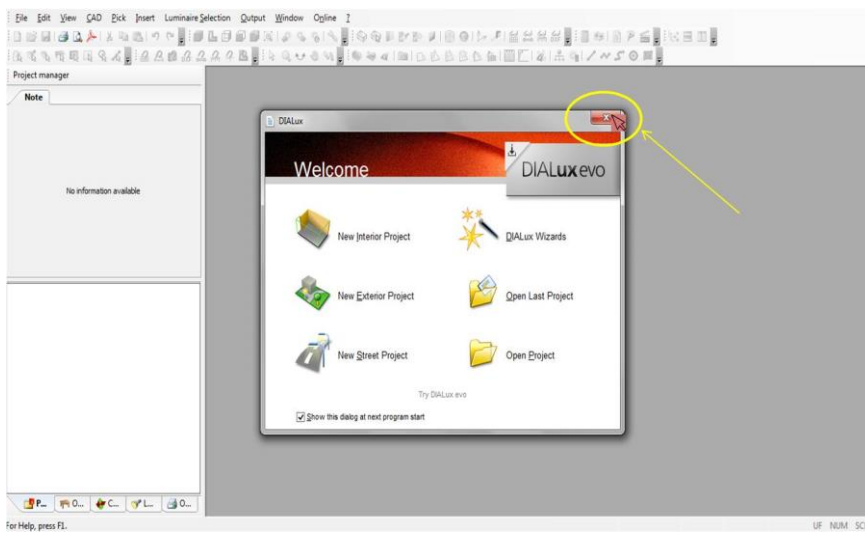 File Edit View CAD Pick Insert Luminaire Selection Output Window Online ?
Project manager
Note
No information available
DIALux
Welcome
DIALux evo
New Interior Project
DIALux Wizards
New Exterior Project
Open Last Project
New Street Project
Open Project
Try DIALux evo
Show this dialog at next program start
P... O... C... L... O...
For Help, press F1.
UF NUM SC